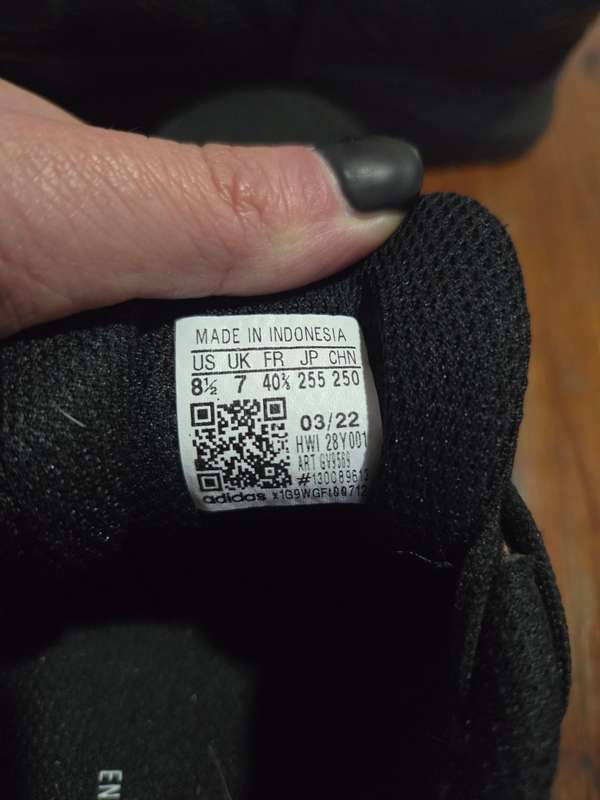 MADE IN INDONESIA
US UK FR JP CHN
8½ 7 40⅔ 255 250
03/22
HWI 28Y001
ART GV9569
adidas
EN